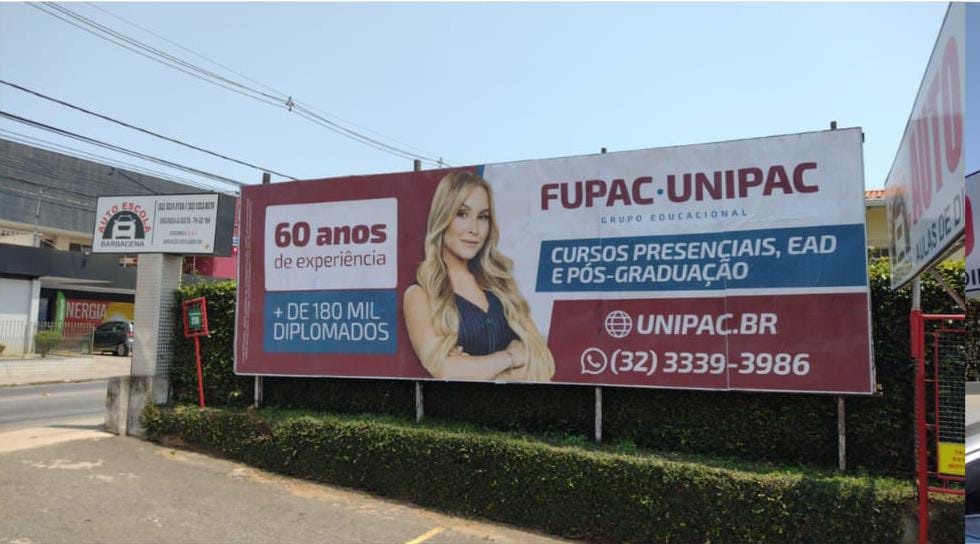 AUTO ESCOLA
BARBACENA
NERGIA
60 anos
de experiência
+ DE 180 MIL
DIPLOMADOS
FUPAC·UNIPAC
GRUPO EDUCACIONAL
CURSOS PRESENCIAIS, EAD
E PÓS-GRADUAÇÃO
UNIPAC.BR
(32) 3339-3986
AUTO
AULAS DE DI